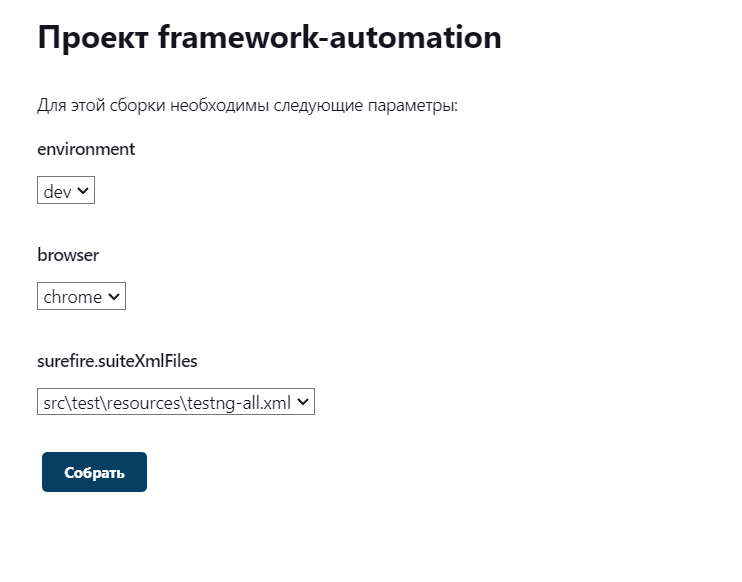 Проект framework-automation
Для этой сборки необходимы следующие параметры:
environment
dev
browser
chrome
surefire.suiteXmlFiles
src\test\resources\testng-all.xml
Собрать